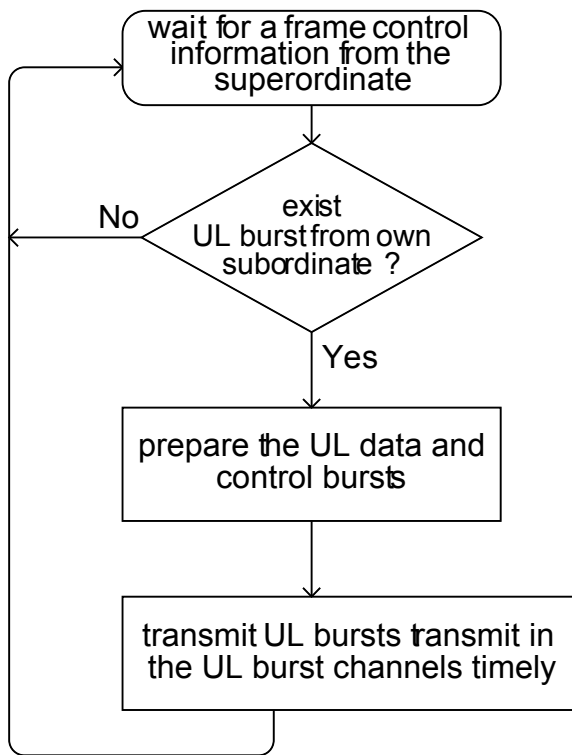 wait for a frame control
information from the
superordinate
exist
UL burst from own
subordinate ?
No
Yes
prepare the UL data and
control bursts
transmit UL bursts transmit in
the UL burst channels timely